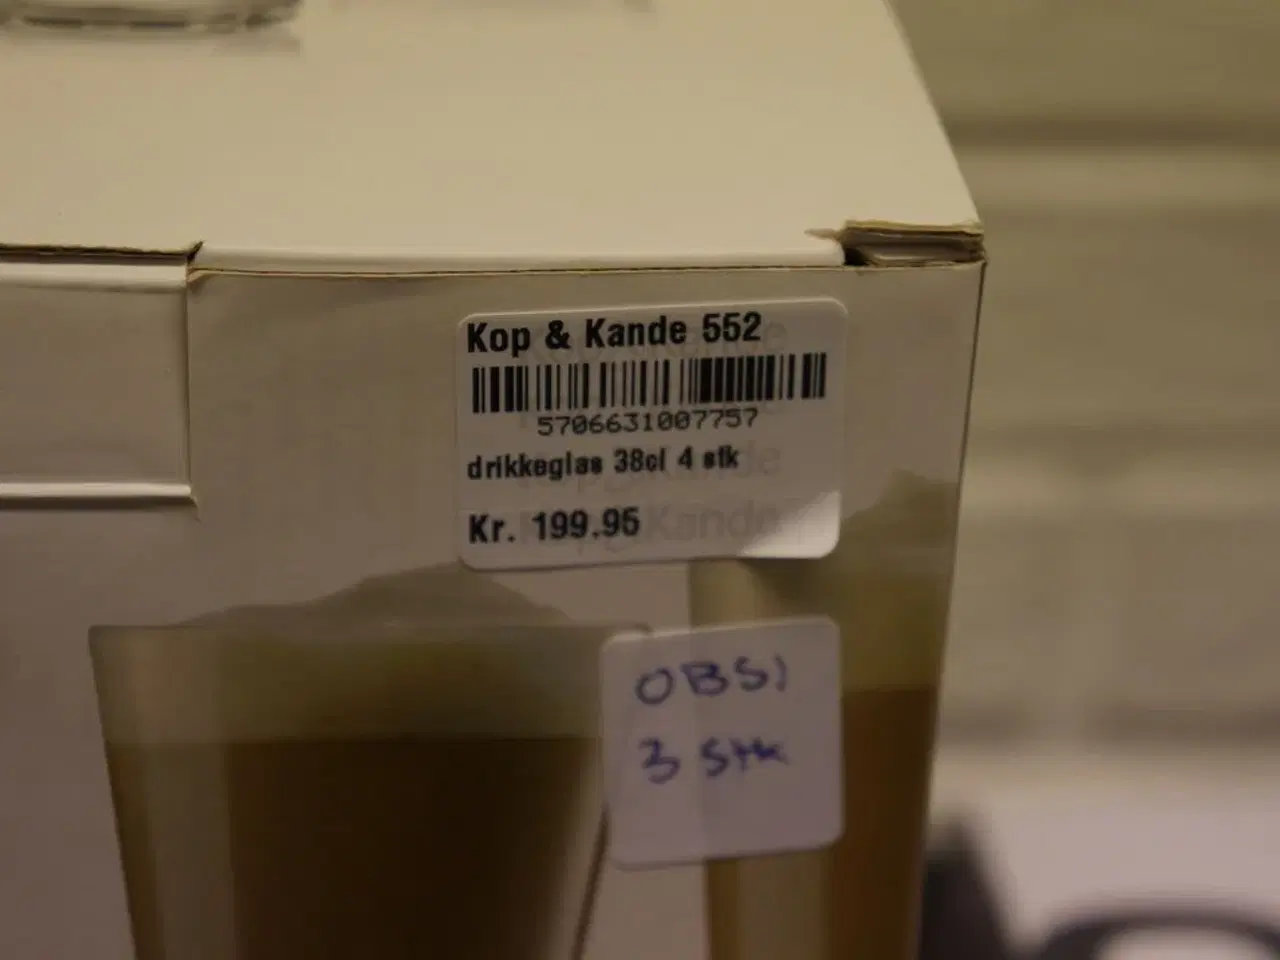 Kop & Kande 552
5706631007757
drikkeglas 38cl 4 stk
Kr. 199.95
OBS!
3 stk